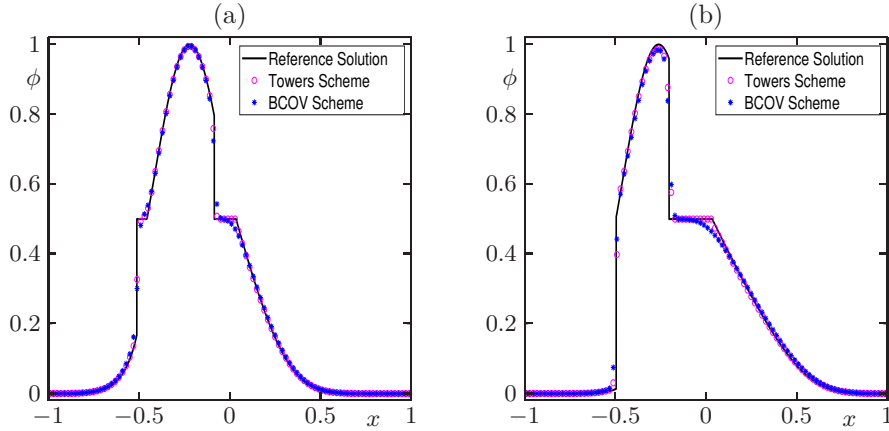 (a)
1
0.8
0.6
0.4
0.2
0
ϕ
Reference Solution
Towers Scheme
BCOV Scheme
−1
−0.5
0
0.5
x
1
(b)
1
0.8
0.6
0.4
0.2
0
ϕ
Reference Solution
Towers Scheme
BCOV Scheme
−1
−0.5
0
0.5
x
1